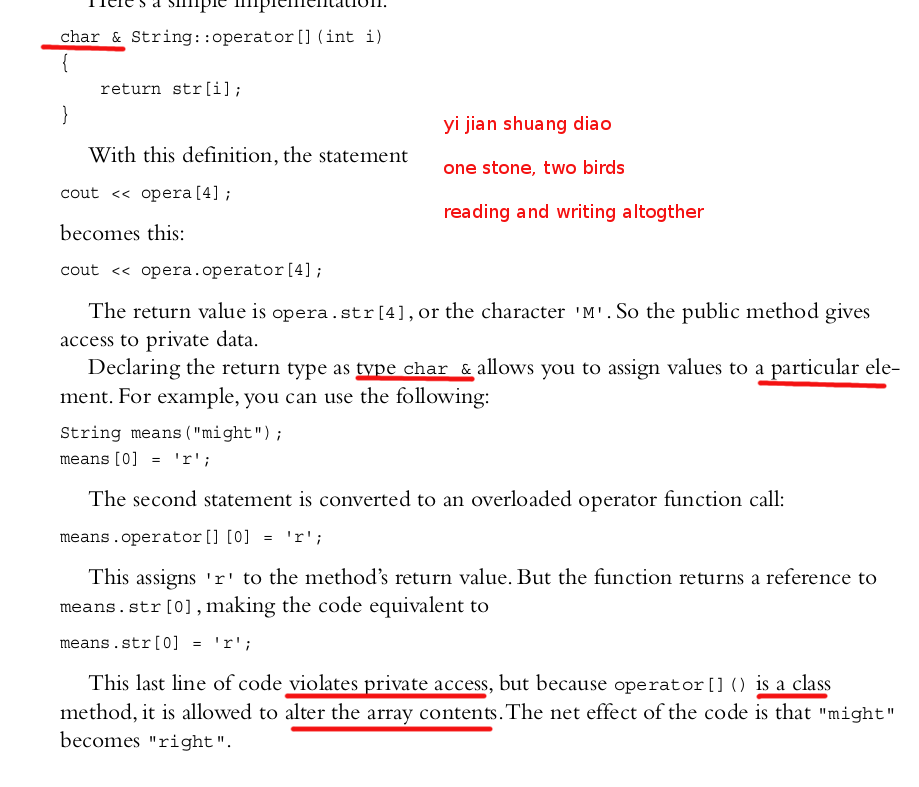 Here's a simple implementation:
char & String::operator[](int i)
{
return str[i];
}
yi jian shuang diao
With this definition, the statement
one stone, two birds
cout << opera[4];
reading and writing altogther
becomes this:
cout << opera.operator[4];
The return value is opera.str[4], or the character 'M'. So the public method gives
access to private data.
Declaring the return type as type char & allows you to assign values to a particular ele-
ment. For example, you can use the following:
String means("might");
means[0] = 'r';
The second statement is converted to an overloaded operator function call:
means.operator[][0] = 'r';
This assigns 'r' to the method's return value. But the function returns a reference to
means.str[0], making the code equivalent to
means.str[0] = 'r';
This last line of code violates private access, but because operator[]() is a class
method, it is allowed to alter the array contents. The net effect of the code is that "might"
becomes "right".